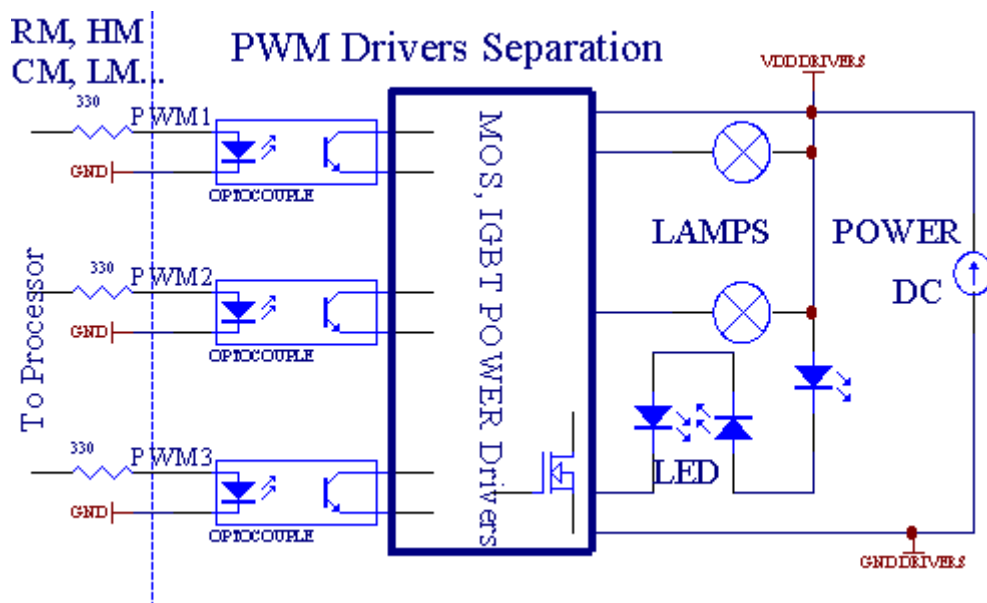 RM, HM
CM, LM...
PWM Drivers Separation
VDDDRIVERS
330
PWM1
GND
OPTOCOUPLE
330
PWM2
GND
OPTOCOUPLE
330
PWM3
GND
OPTOCOUPLE
To Processor
MOS, IGBT POWER Drivers
LAMPS
POWER
DC
LED
GNDDRIVERS